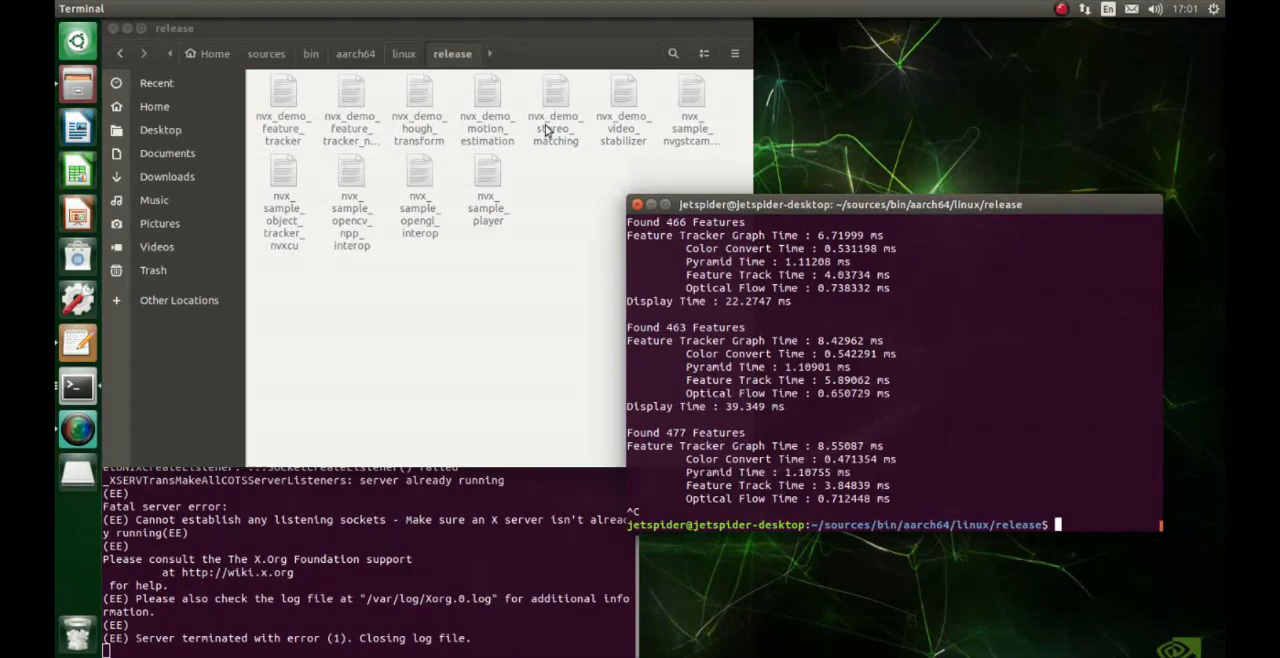 Terminal
En
17:01
release
Home
sources
bin
aarch64
linux
release
Recent
Home
Desktop
Documents
Downloads
Music
Pictures
Videos
Trash
Other Locations
nvx_demo_
feature_
tracker
nvx_demo_
feature_
tracker_n...
nvx_demo_
hough_
transform
nvx_demo_
motion_
estimation
nvx_demo_
stereo_
matching
nvx_demo_
video_
stabilizer
nvx_
sample_
nvgstcam...
nvx_
sample_
object_
tracker_
nvxcu
nvx_
sample_
opencv_
npp_
interop
nvx_
sample_
opengl_
interop
nvx_
sample_
player
jetspider@jetspider-desktop: ~/sources/bin/aarch64/linux/release
Found 466 Features
Feature Tracker Graph Time : 6.71999 ms
Color Convert Time : 0.531198 ms
Pyramid Time : 1.11208 ms
Feature Track Time : 4.03734 ms
Optical Flow Time : 0.738332 ms
Display Time : 22.2747 ms
Found 463 Features
Feature Tracker Graph Time : 8.42962 ms
Color Convert Time : 0.542291 ms
Pyramid Time : 1.10901 ms
Feature Track Time : 5.89062 ms
Optical Flow Time : 0.650729 ms
Display Time : 39.349 ms
Found 477 Features
Feature Tracker Graph Time : 8.55087 ms
Color Convert Time : 0.471354 ms
Pyramid Time : 1.10755 ms
Feature Track Time : 3.84839 ms
Optical Flow Time : 0.712448 ms
^C
jetspider@jetspider-desktop:~/sources/bin/aarch64/linux/release$
_XSERVTransMakeAllCOTSServerListeners: server already running
(EE)
Fatal server error:
(EE) Cannot establish any listening sockets - Make sure an X server isn't alread
y running(EE)
(EE)
Please consult the The X.Org Foundation support
at http://wiki.x.org
for help.
(EE) Please also check the log file at "/var/log/Xorg.0.log" for additional info
rmation.
(EE)
(EE) Server terminated with error (1). Closing log file.